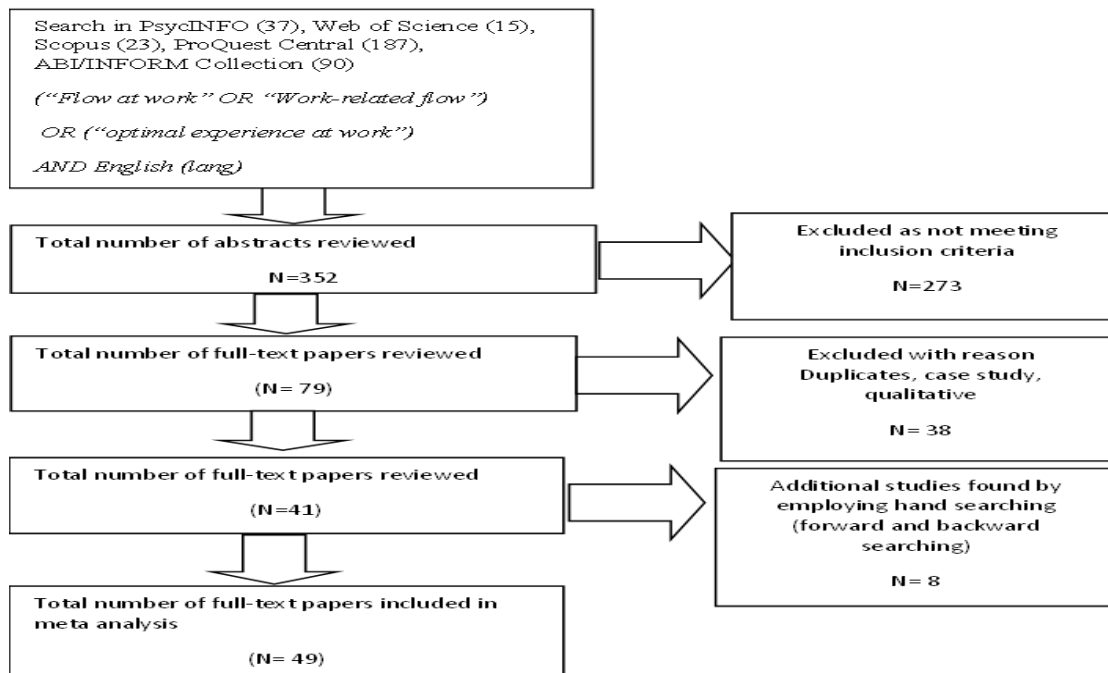 Search in PsycINFO (37), Web of Science (15),
Scopus (23), ProQuest Central (187),
ABI/INFORM Collection (90)
(“Flow at work” OR “Work-related flow”)
OR (“optimal experience at work”)
AND English (lang)
Total number of abstracts reviewed
N=352
Excluded as not meeting
inclusion criteria
N=273
Total number of full-text papers reviewed
(N= 79)
Excluded with reason
Duplicates, case study,
qualitative
N= 38
Total number of full-text papers reviewed
(N=41)
Additional studies found by
employing hand searching
(forward and backward
searching)
N= 8
Total number of full-text papers included in
meta analysis
(N= 49)